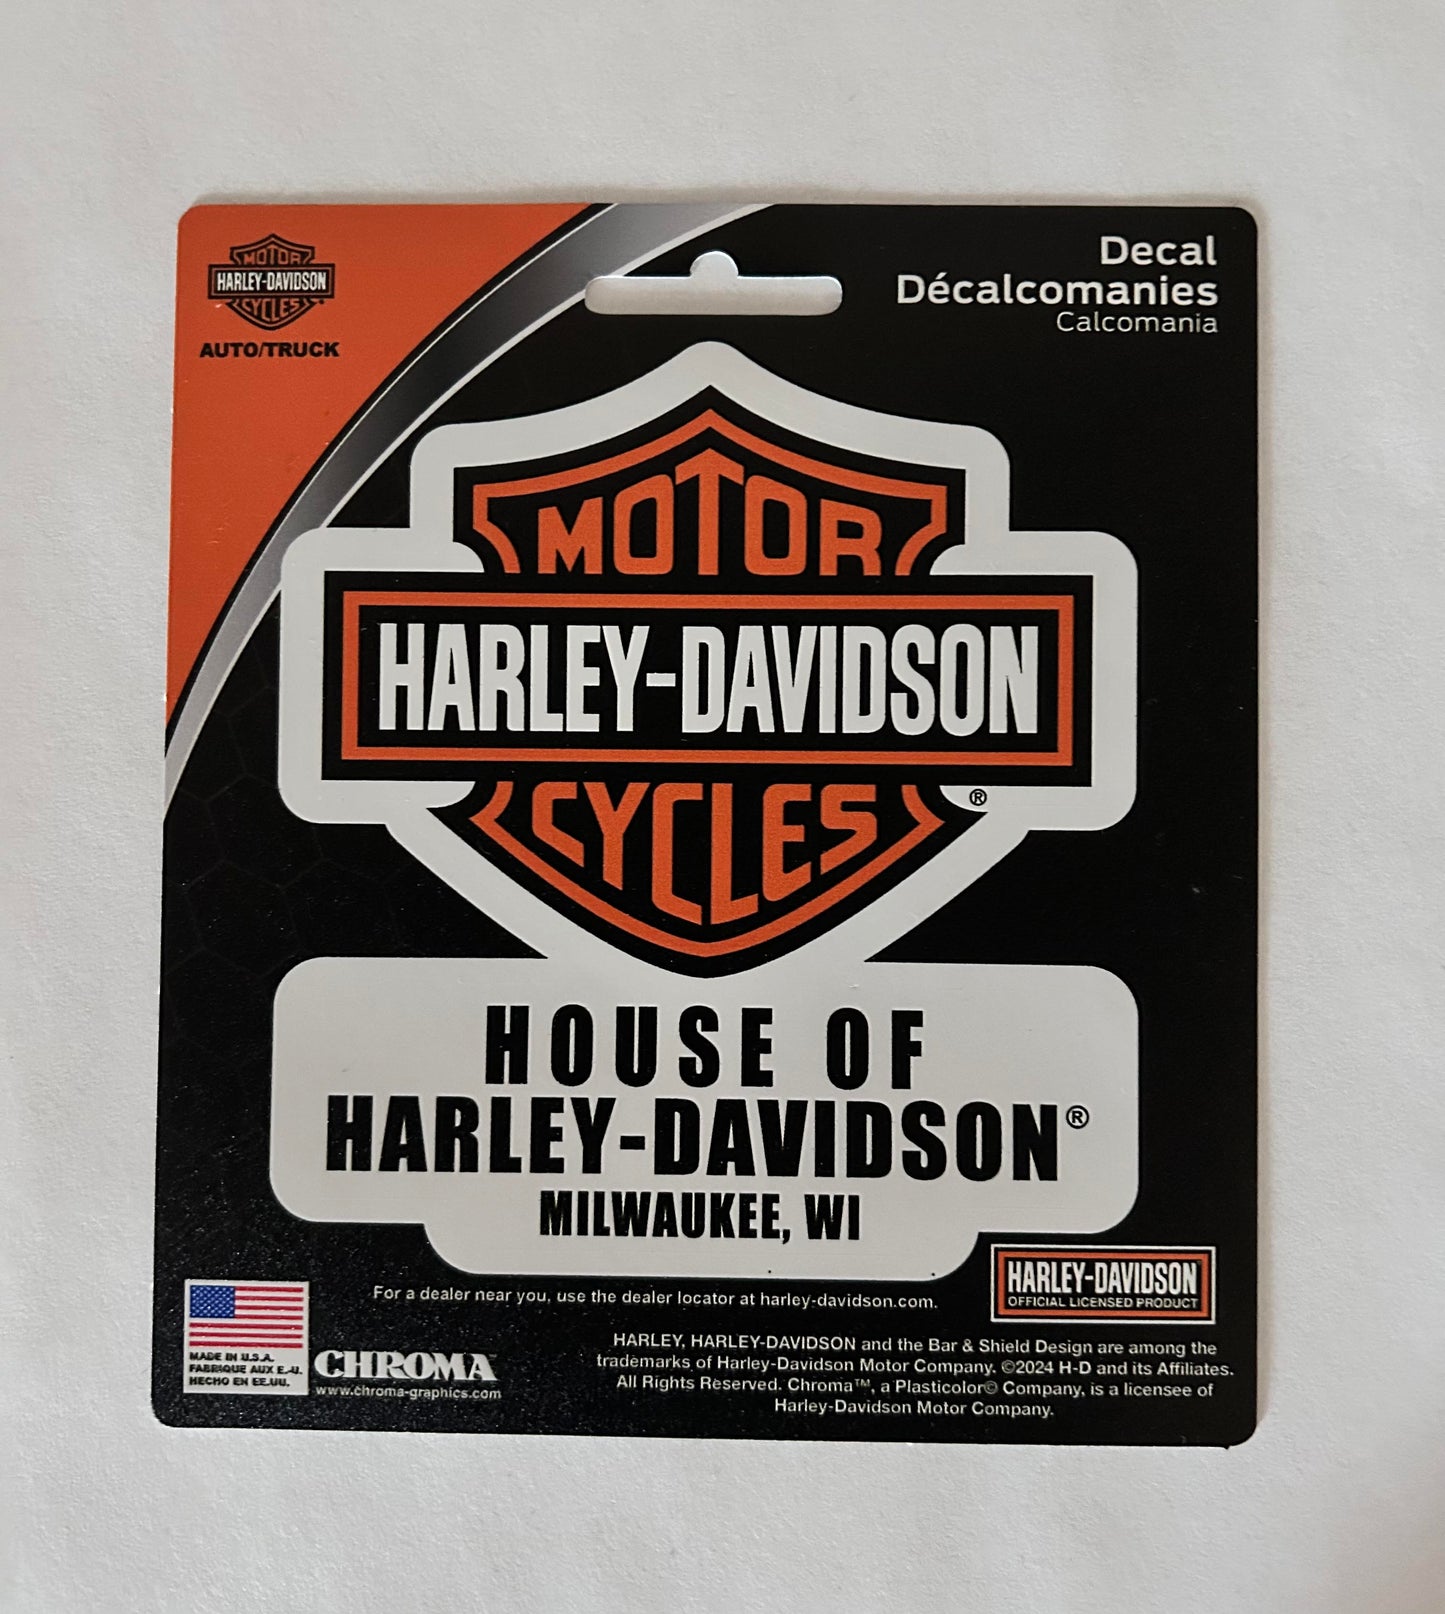 MOTOR
HARLEY-DAVIDSON
CYCLES
AUTO/TRUCK
Decal
Décalcomanies
Calcomania
MOTOR
HARLEY-DAVIDSON
CYCLES
®
HOUSE OF
HARLEY-DAVIDSON®
MILWAUKEE, WI
MADE IN U.S.A.
FABRIQUE AUX E.-U.
HECHO EN EE.UU.
CHROMA™
www.chroma-graphics.com
For a dealer near you, use the dealer locator at harley-davidson.com.
HARLEY-DAVIDSON
OFFICIAL LICENSED PRODUCT
HARLEY, HARLEY-DAVIDSON and the Bar & Shield Design are among the
trademarks of Harley-Davidson Motor Company. ©2024 H-D and its Affiliates.
All Rights Reserved. Chroma™, a Plasticolor® Company, is a licensee of
Harley-Davidson Motor Company.